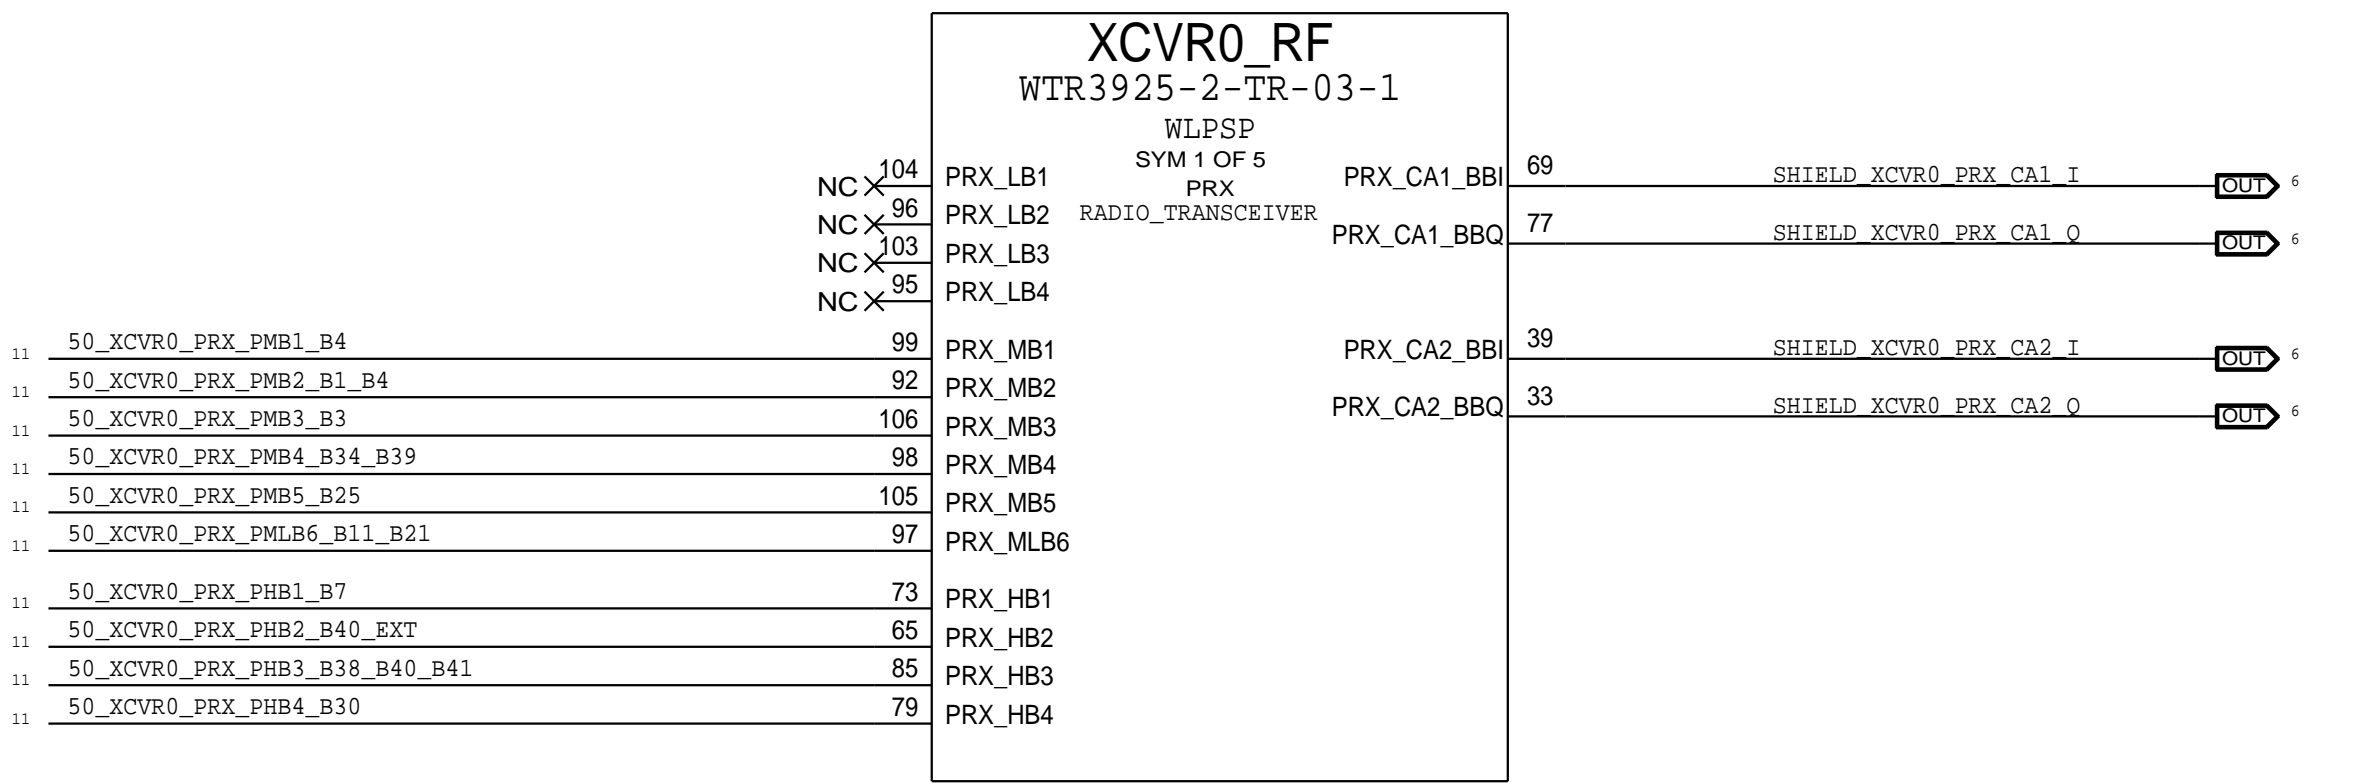 XCVR0_RF
WTR3925-2-TR-03-1
WLPSP
SYM 1 OF 5
PRX
RADIO_TRANSCEIVER
NC 104 PRX_LB1
NC 96 PRX_LB2
NC 103 PRX_LB3
NC 95 PRX_LB4
11 50_XCVR0_PRX_PMB1_B4 99 PRX_MB1
11 50_XCVR0_PRX_PMB2_B1_B4 92 PRX_MB2
11 50_XCVR0_PRX_PMB3_B3 106 PRX_MB3
11 50_XCVR0_PRX_PMB4_B34_B39 98 PRX_MB4
11 50_XCVR0_PRX_PMB5_B25 105 PRX_MB5
11 50_XCVR0_PRX_PMLB6_B11_B21 97 PRX_MLB6
11 50_XCVR0_PRX_PHB1_B7 73 PRX_HB1
11 50_XCVR0_PRX_PHB2_B40_EXT 65 PRX_HB2
11 50_XCVR0_PRX_PHB3_B38_B40_B41 85 PRX_HB3
11 50_XCVR0_PRX_PHB4_B30 79 PRX_HB4
PRX_CA1_BBI 69 SHIELD_XCVR0_PRX_CA1_I OUT 6
PRX_CA1_BBQ 77 SHIELD_XCVR0_PRX_CA1_Q OUT 6
PRX_CA2_BBI 39 SHIELD_XCVR0_PRX_CA2_I OUT 6
PRX_CA2_BBQ 33 SHIELD_XCVR0_PRX_CA2_Q OUT 6